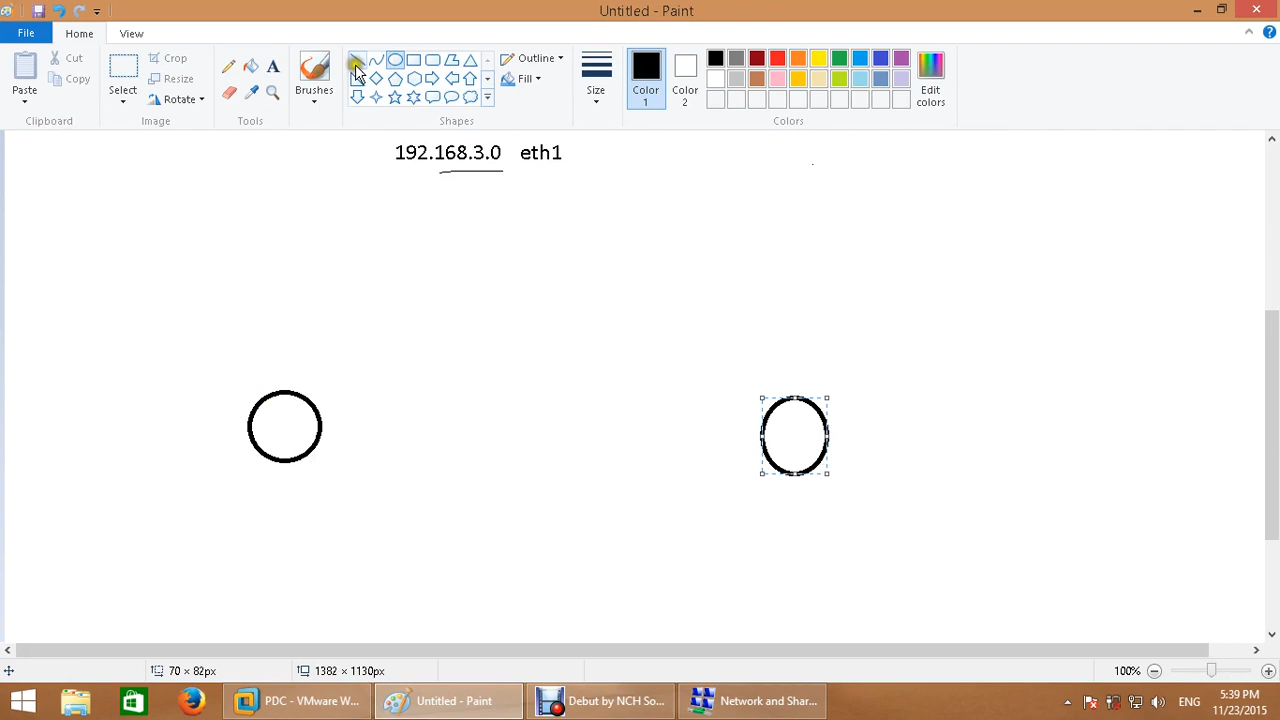 Untitled - Paint
File
Home
View
Paste
Cut
Copy
Clipboard
Select
Crop
Resize
Rotate
Image
A
Tools
Brushes
Shapes
Outline
Fill
Size
Color 1
Color 2
Edit colors
Colors
192.168.3.0 eth1
70 × 82px
1382 × 1130px
100%
PDC - VMware W...
Untitled - Paint
Debut by NCH So...
Network and Shar...
ENG
5:39 PM
11/23/2015